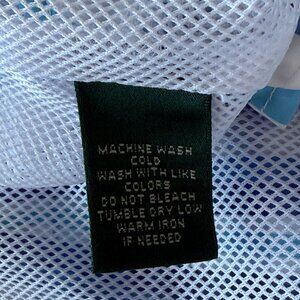 MACHINE WASH
COLD
WASH WITH LIKE
COLORS
DO NOT BLEACH
TUMBLE DRY LOW
WARM IRON
IF NEEDED